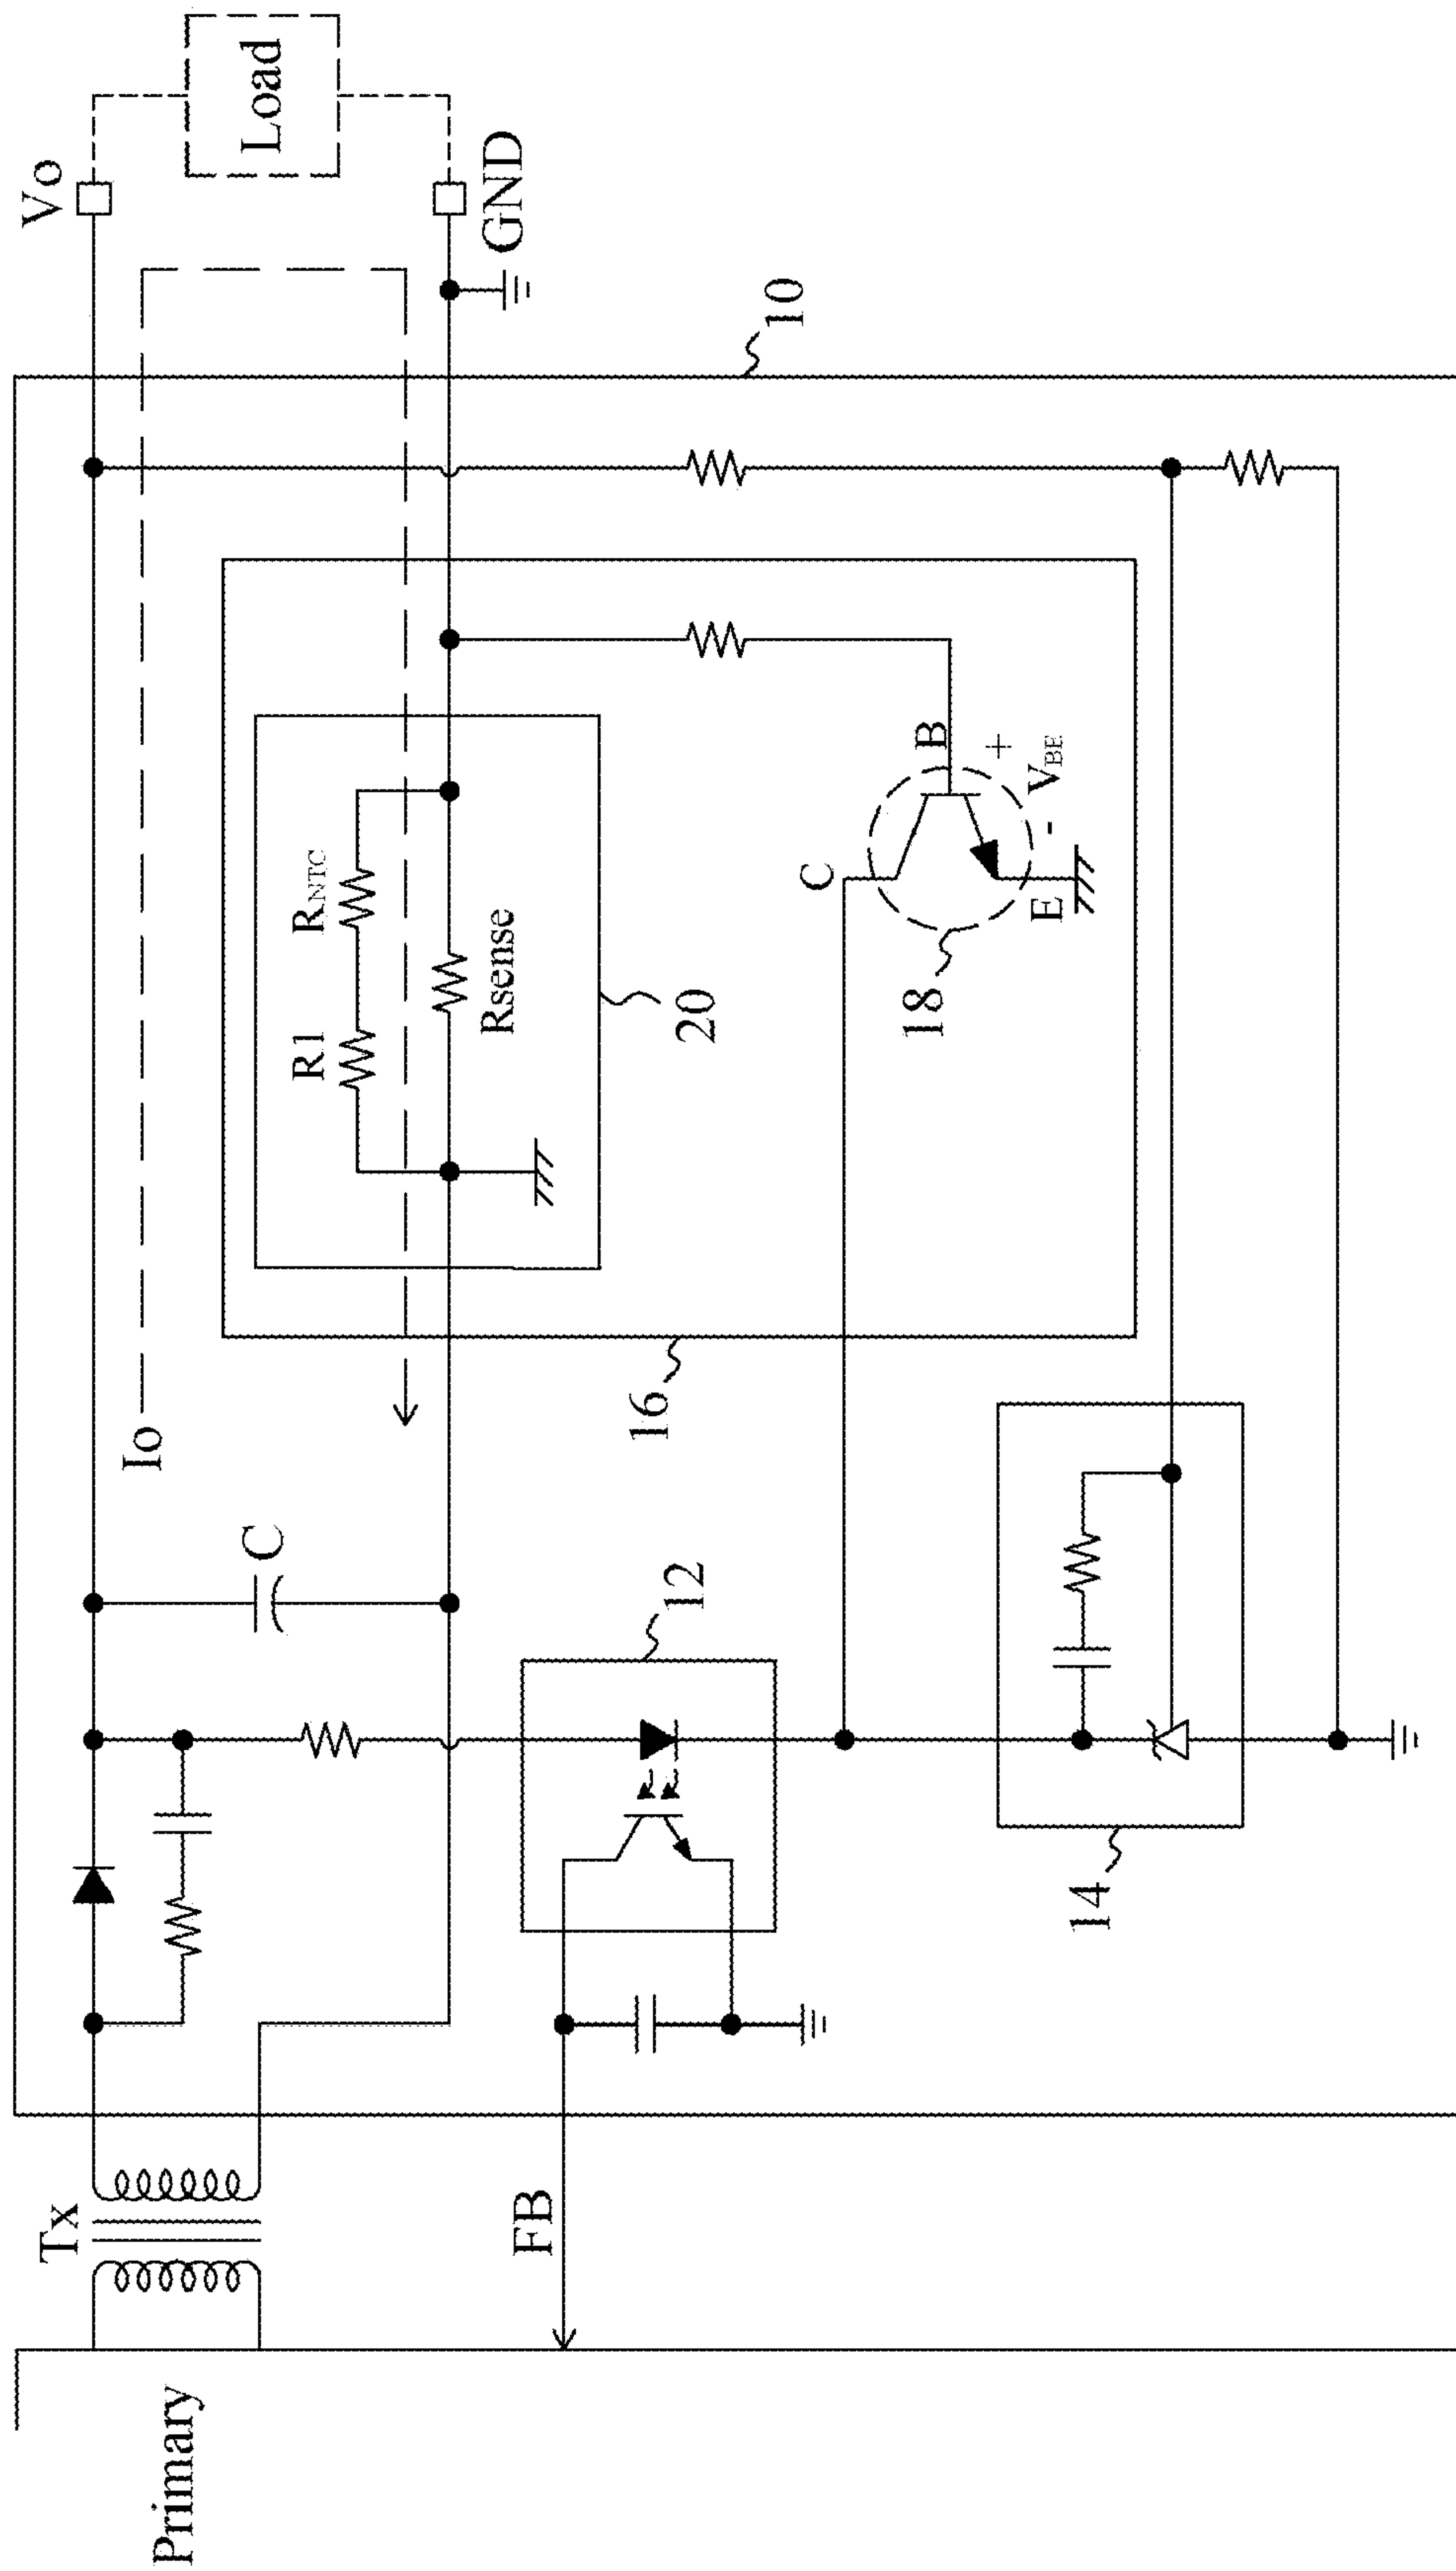 Primary
Tx
FB
Io
C
12
14
16
R1
RNTC
Rsense
20
18
C
B
E
+
VBE
-
10
Vo
GND
Load